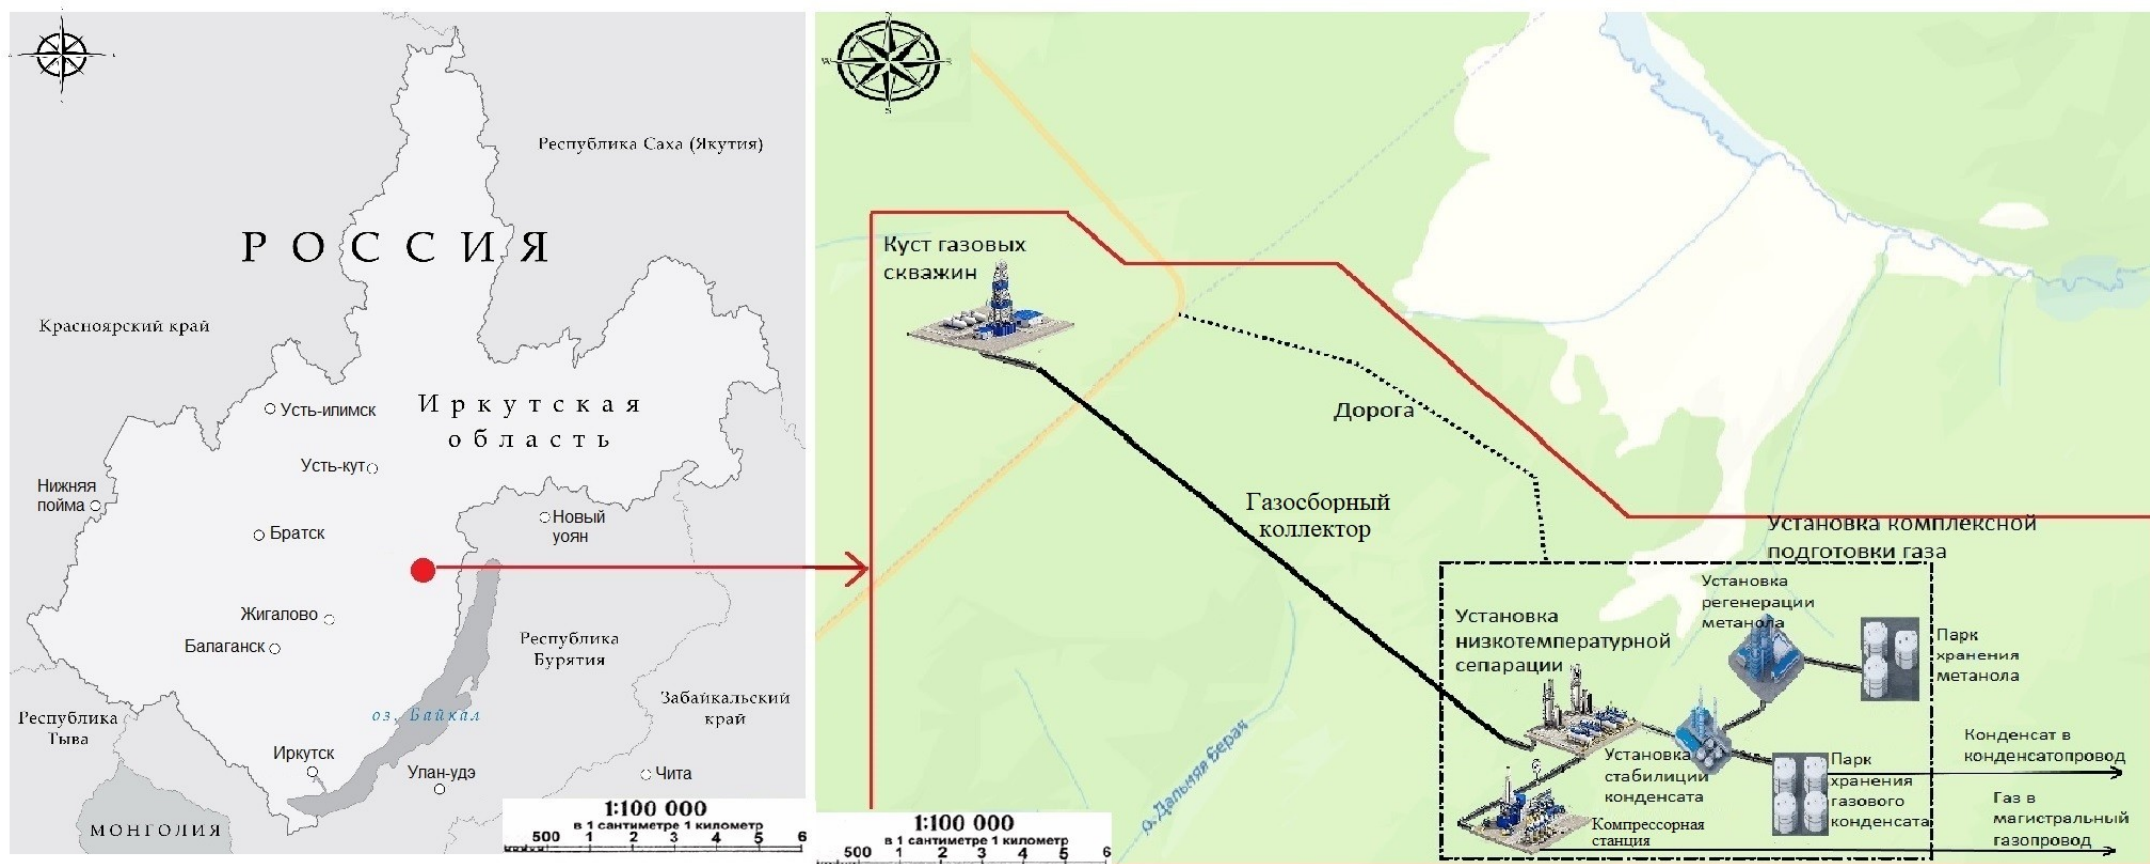 Республика Саха (Якутия)
РОССИЯ
Красноярский край
Иркутская
область
Усть-илимск
Усть-кут
Нижняя
пойма
Братск
Новый
уоян
Жигалово
Балаганск
Республика
Бурятия
Забайкальский
край
Республика
Тыва
оз. Байкал
Иркутск
Улан-удэ
Чита
МОНГОЛИЯ
1:100 000
в 1 сантиметре 1 километр
500 1 2 3 4 5 6
Куст газовых
скважин
Дорога
Газосборный
коллектор
Установка комплексной
подготовки газа
Установка
регенерации
метанола
Установка
низкотемпературной
сепарации
Парк
хранения
метанола
Установка
стабилиции
конденсата
Парк
хранения
газового
конденсата
Конденсат в
конденсатопровод
Компрессорная
станция
Газ в
магистральный
газопровод
р. Дальняя Берая
1:100 000
в 1 сантиметре 1 километр
500 1 2 3 4 5 6